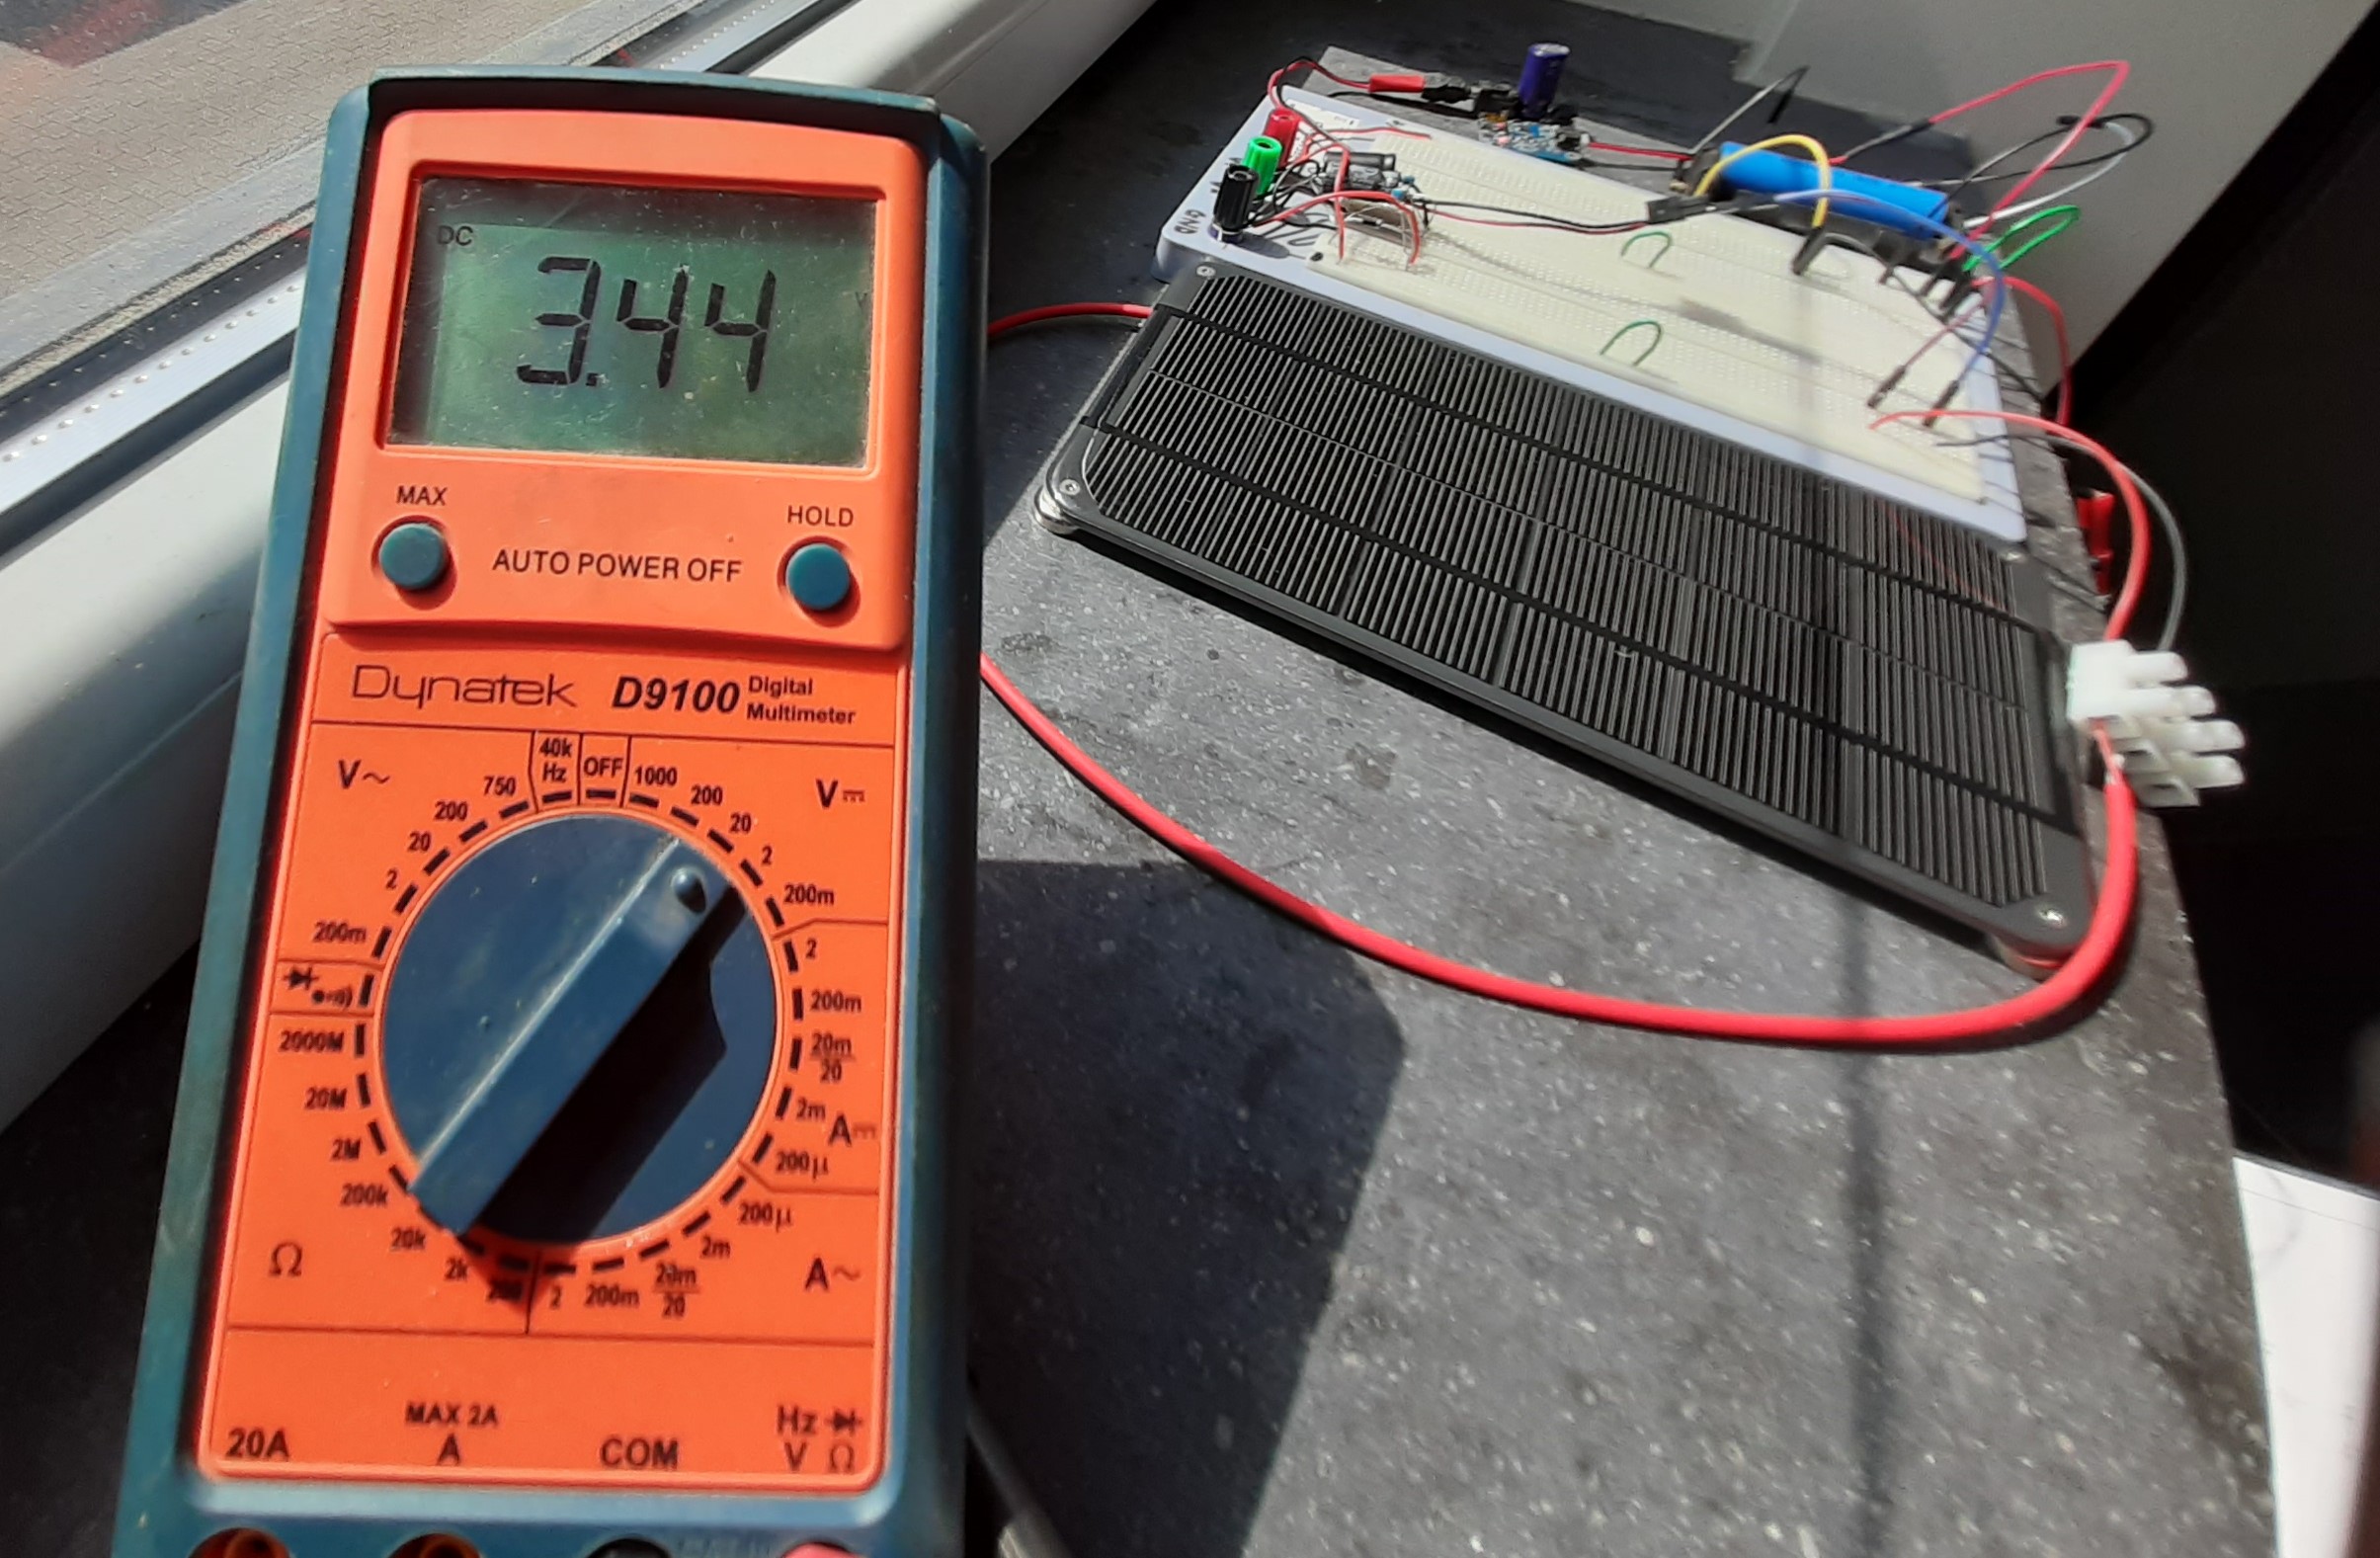 DC
3.44
V
MAX
HOLD
AUTO POWER OFF
Dynatek D9100 Digital Multimeter
V~
750
40k Hz
OFF
1000
V⎓
200
200
20
20
2
2
200m
200m
2
2000M
200m
20m
20
20M
2m
A⎓
2M
200µ
200k
200µ
20k
2m
2k
20m
20
200
2
200m
Ω
A~
MAX 2A
Hz
20A
A
COM
V Ω
GND